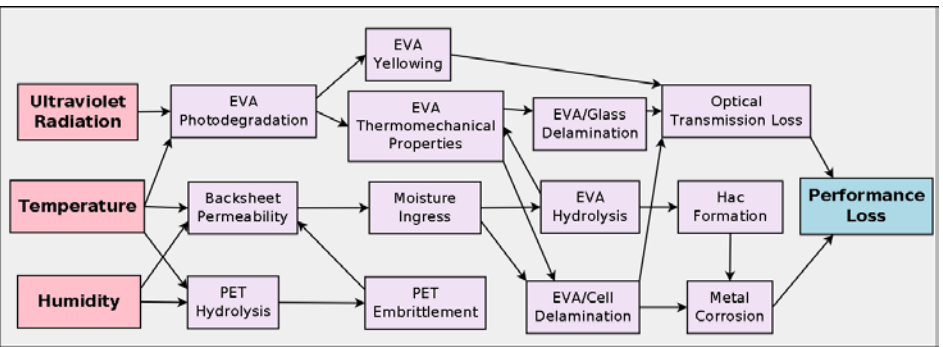 EVA
Yellowing
Ultraviolet
Radiation
EVA
Photodegradation
EVA
Thermomechanical
Properties
EVA/Glass
Delamination
Optical
Transmission Loss
Temperature
Backsheet
Permeability
Moisture
Ingress
EVA
Hydrolysis
Hac
Formation
Performance
Loss
Humidity
PET
Hydrolysis
PET
Embrittlement
EVA/Cell
Delamination
Metal
Corrosion